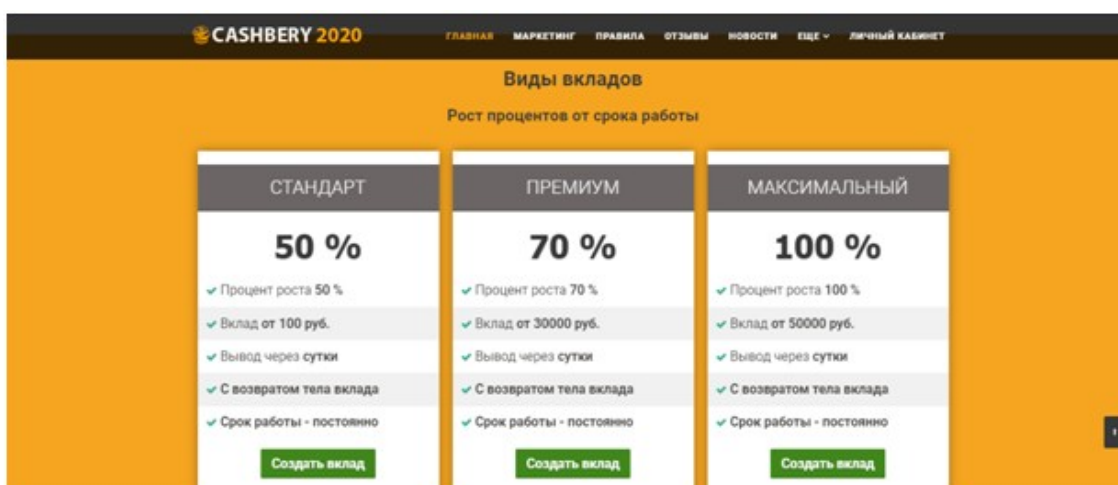 CASHBERY 2020
ГЛАВНАЯ МАРКЕТИНГ ПРАВИЛА ОТЗЫВЫ НОВОСТИ ЕЩЕ ЛИЧНЫЙ КАБИНЕТ
Виды вкладов
Рост процентов от срока работы
СТАНДАРТ
50 %
Процент роста 50 %
Вклад от 100 руб.
Вывод через сутки
С возвратом тела вклада
Срок работы - постоянно
Создать вклад
ПРЕМИУМ
70 %
Процент роста 70 %
Вклад от 30000 руб.
Вывод через сутки
С возвратом тела вклада
Срок работы - постоянно
Создать вклад
МАКСИМАЛЬНЫЙ
100 %
Процент роста 100 %
Вклад от 50000 руб.
Вывод через сутки
С возвратом тела вклада
Срок работы - постоянно
Создать вклад